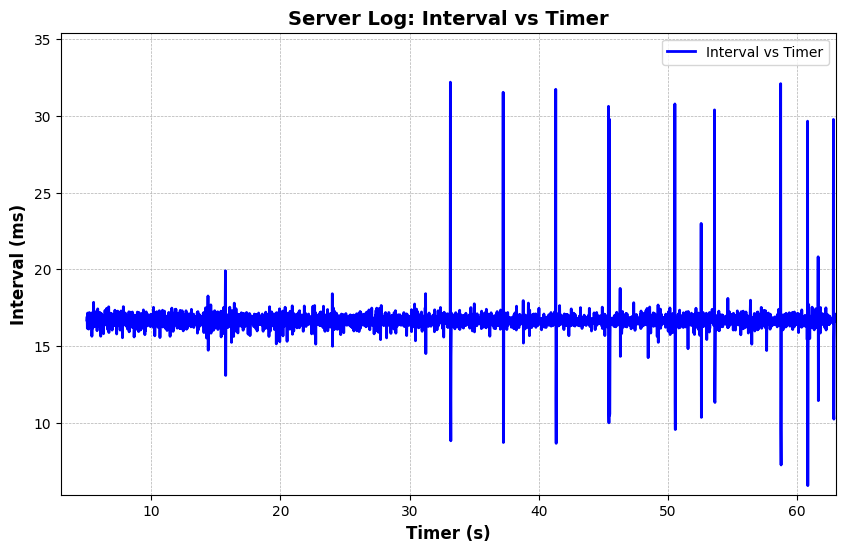 Server Log: Interval vs Timer
Interval vs Timer
35
30
25
20
15
10
Interval (ms)
10 20 30 40 50 60
Timer (s)